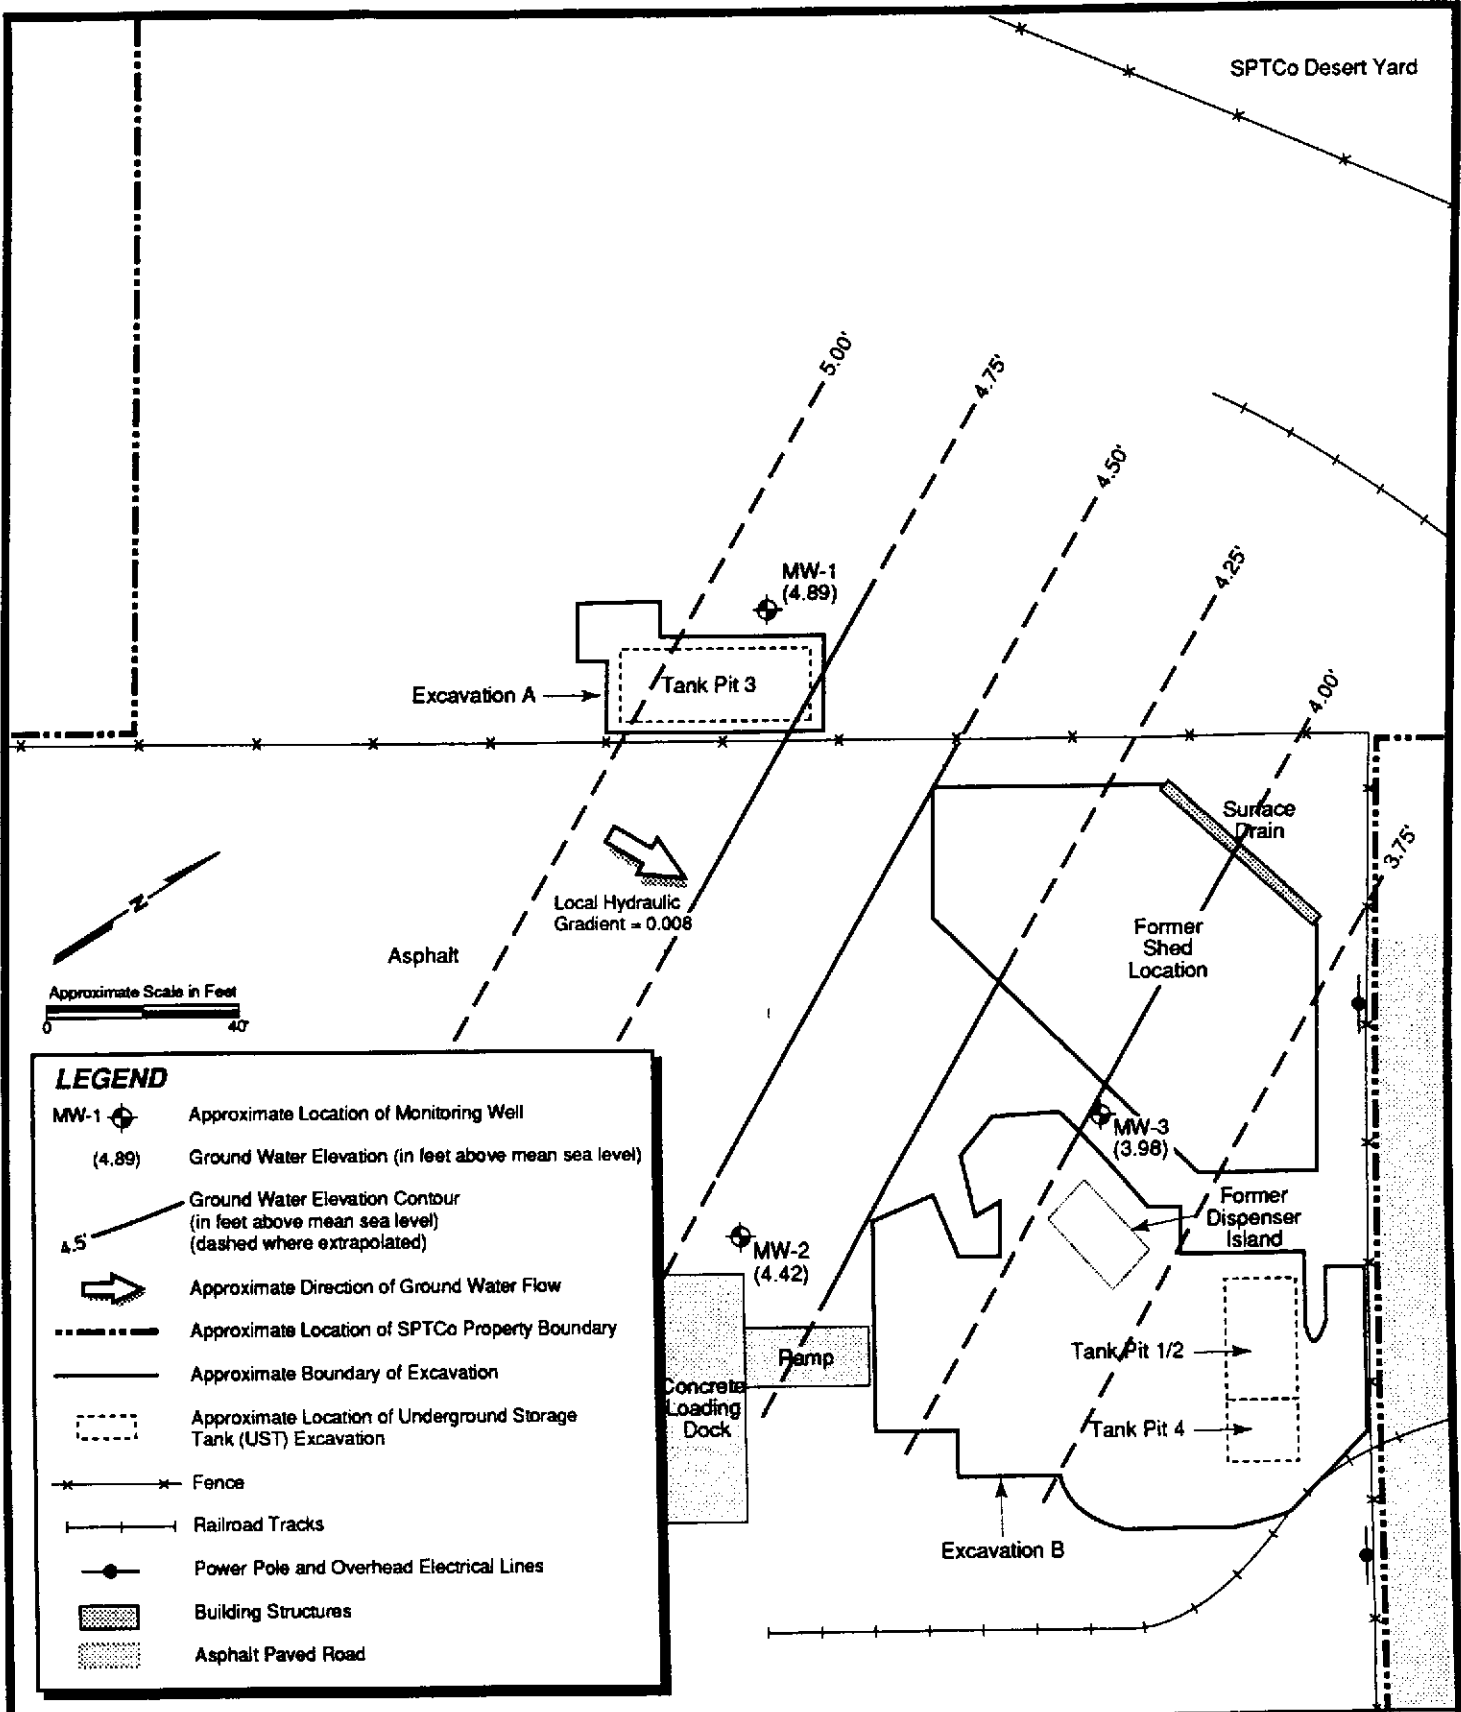 SPTCo Desert Yard
5.00'
4.75'
4.50'
4.25'
4.00'
3.75'
MW-1
(4.89)
Tank Pit 3
Excavation A
Surface
Drain
Local Hydraulic
Gradient = 0.008
Former
Shed
Location
Asphalt
N
Approximate Scale in Feet
0 40'
MW-3
(3.98)
Former
Dispenser
Island
MW-2
(4.42)
Ramp
Concrete
Loading
Dock
Tank Pit 1/2
Tank Pit 4
Excavation B
LEGEND
MW-1 Approximate Location of Monitoring Well
(4.89) Ground Water Elevation (in feet above mean sea level)
4.5' Ground Water Elevation Contour
(in feet above mean sea level)
(dashed where extrapolated)
Approximate Direction of Ground Water Flow
Approximate Location of SPTCo Property Boundary
Approximate Boundary of Excavation
Approximate Location of Underground Storage
Tank (UST) Excavation
Fence
Railroad Tracks
Power Pole and Overhead Electrical Lines
Building Structures
Asphalt Paved Road